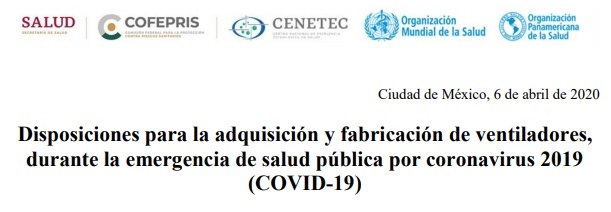 SALUD
SECRETARÍA DE SALUD
COFEPRIS
COMISIÓN FEDERAL PARA LA PROTECCIÓN
CONTRA RIESGOS SANITARIOS
CENETEC
CENTRO NACIONAL DE EXCELENCIA
TECNOLÓGICA EN SALUD
Organización
Mundial de la Salud
Organización
Panamericana
de la Salud
Ciudad de México, 6 de abril de 2020
Disposiciones para la adquisición y fabricación de ventiladores,
durante la emergencia de salud pública por coronavirus 2019
(COVID-19)